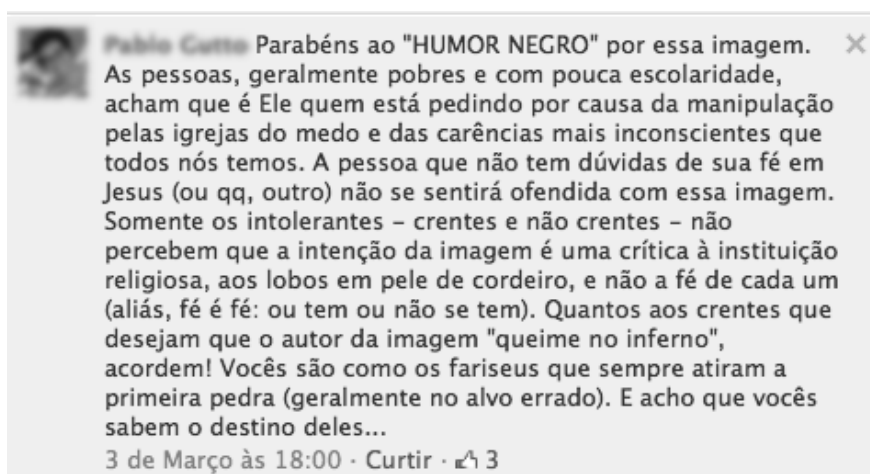 Parabéns ao "HUMOR NEGRO" por essa imagem.
As pessoas, geralmente pobres e com pouca escolaridade,
acham que é Ele quem está pedindo por causa da manipulação
pelas igrejas do medo e das carências mais inconscientes que
todos nós temos. A pessoa que não tem dúvidas de sua fé em
Jesus (ou qq, outro) não se sentirá ofendida com essa imagem.
Somente os intolerantes – crentes e não crentes – não
percebem que a intenção da imagem é uma crítica à instituição
religiosa, aos lobos em pele de cordeiro, e não a fé de cada um
(aliás, fé é fé: ou tem ou não se tem). Quantos aos crentes que
desejam que o autor da imagem "queime no inferno",
acordem! Vocês são como os fariseus que sempre atiram a
primeira pedra (geralmente no alvo errado). E acho que vocês
sabem o destino deles...
3 de Março às 18:00 · Curtir · 3